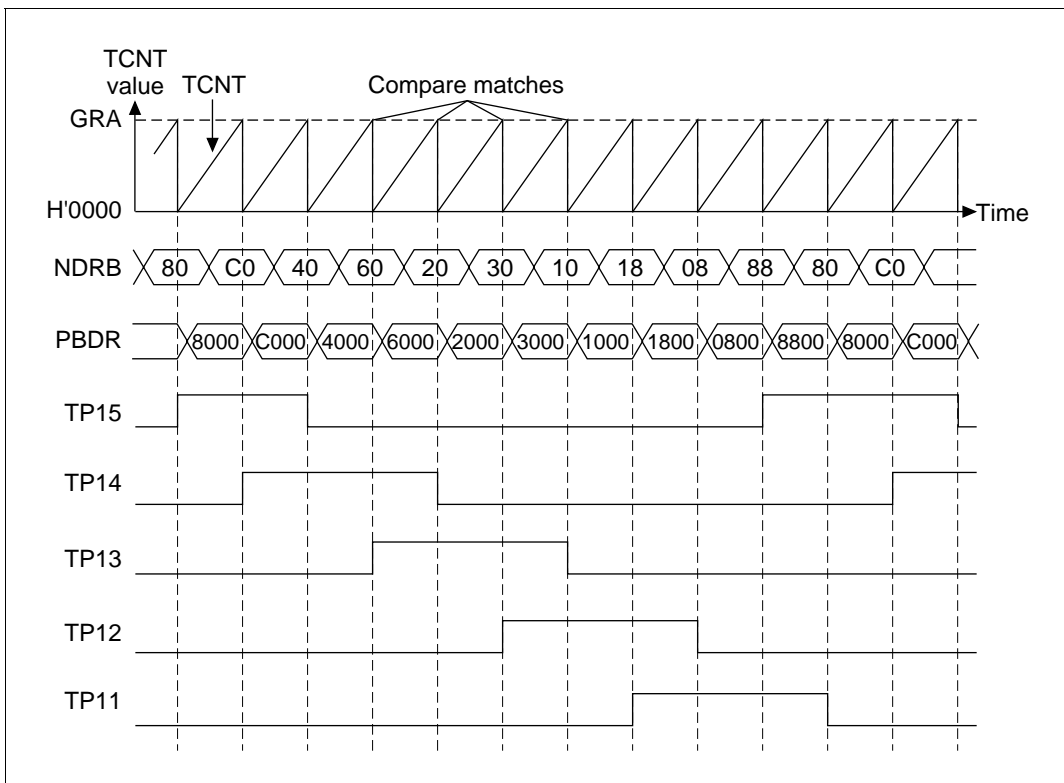 TCNT
value
TCNT
Compare matches
GRA
H'0000
Time
NDRB 80 C0 40 60 20 30 10 18 08 88 80 C0
PBDR 8000 C000 4000 6000 2000 3000 1000 1800 0800 8800 8000 C000
TP15
TP14
TP13
TP12
TP11